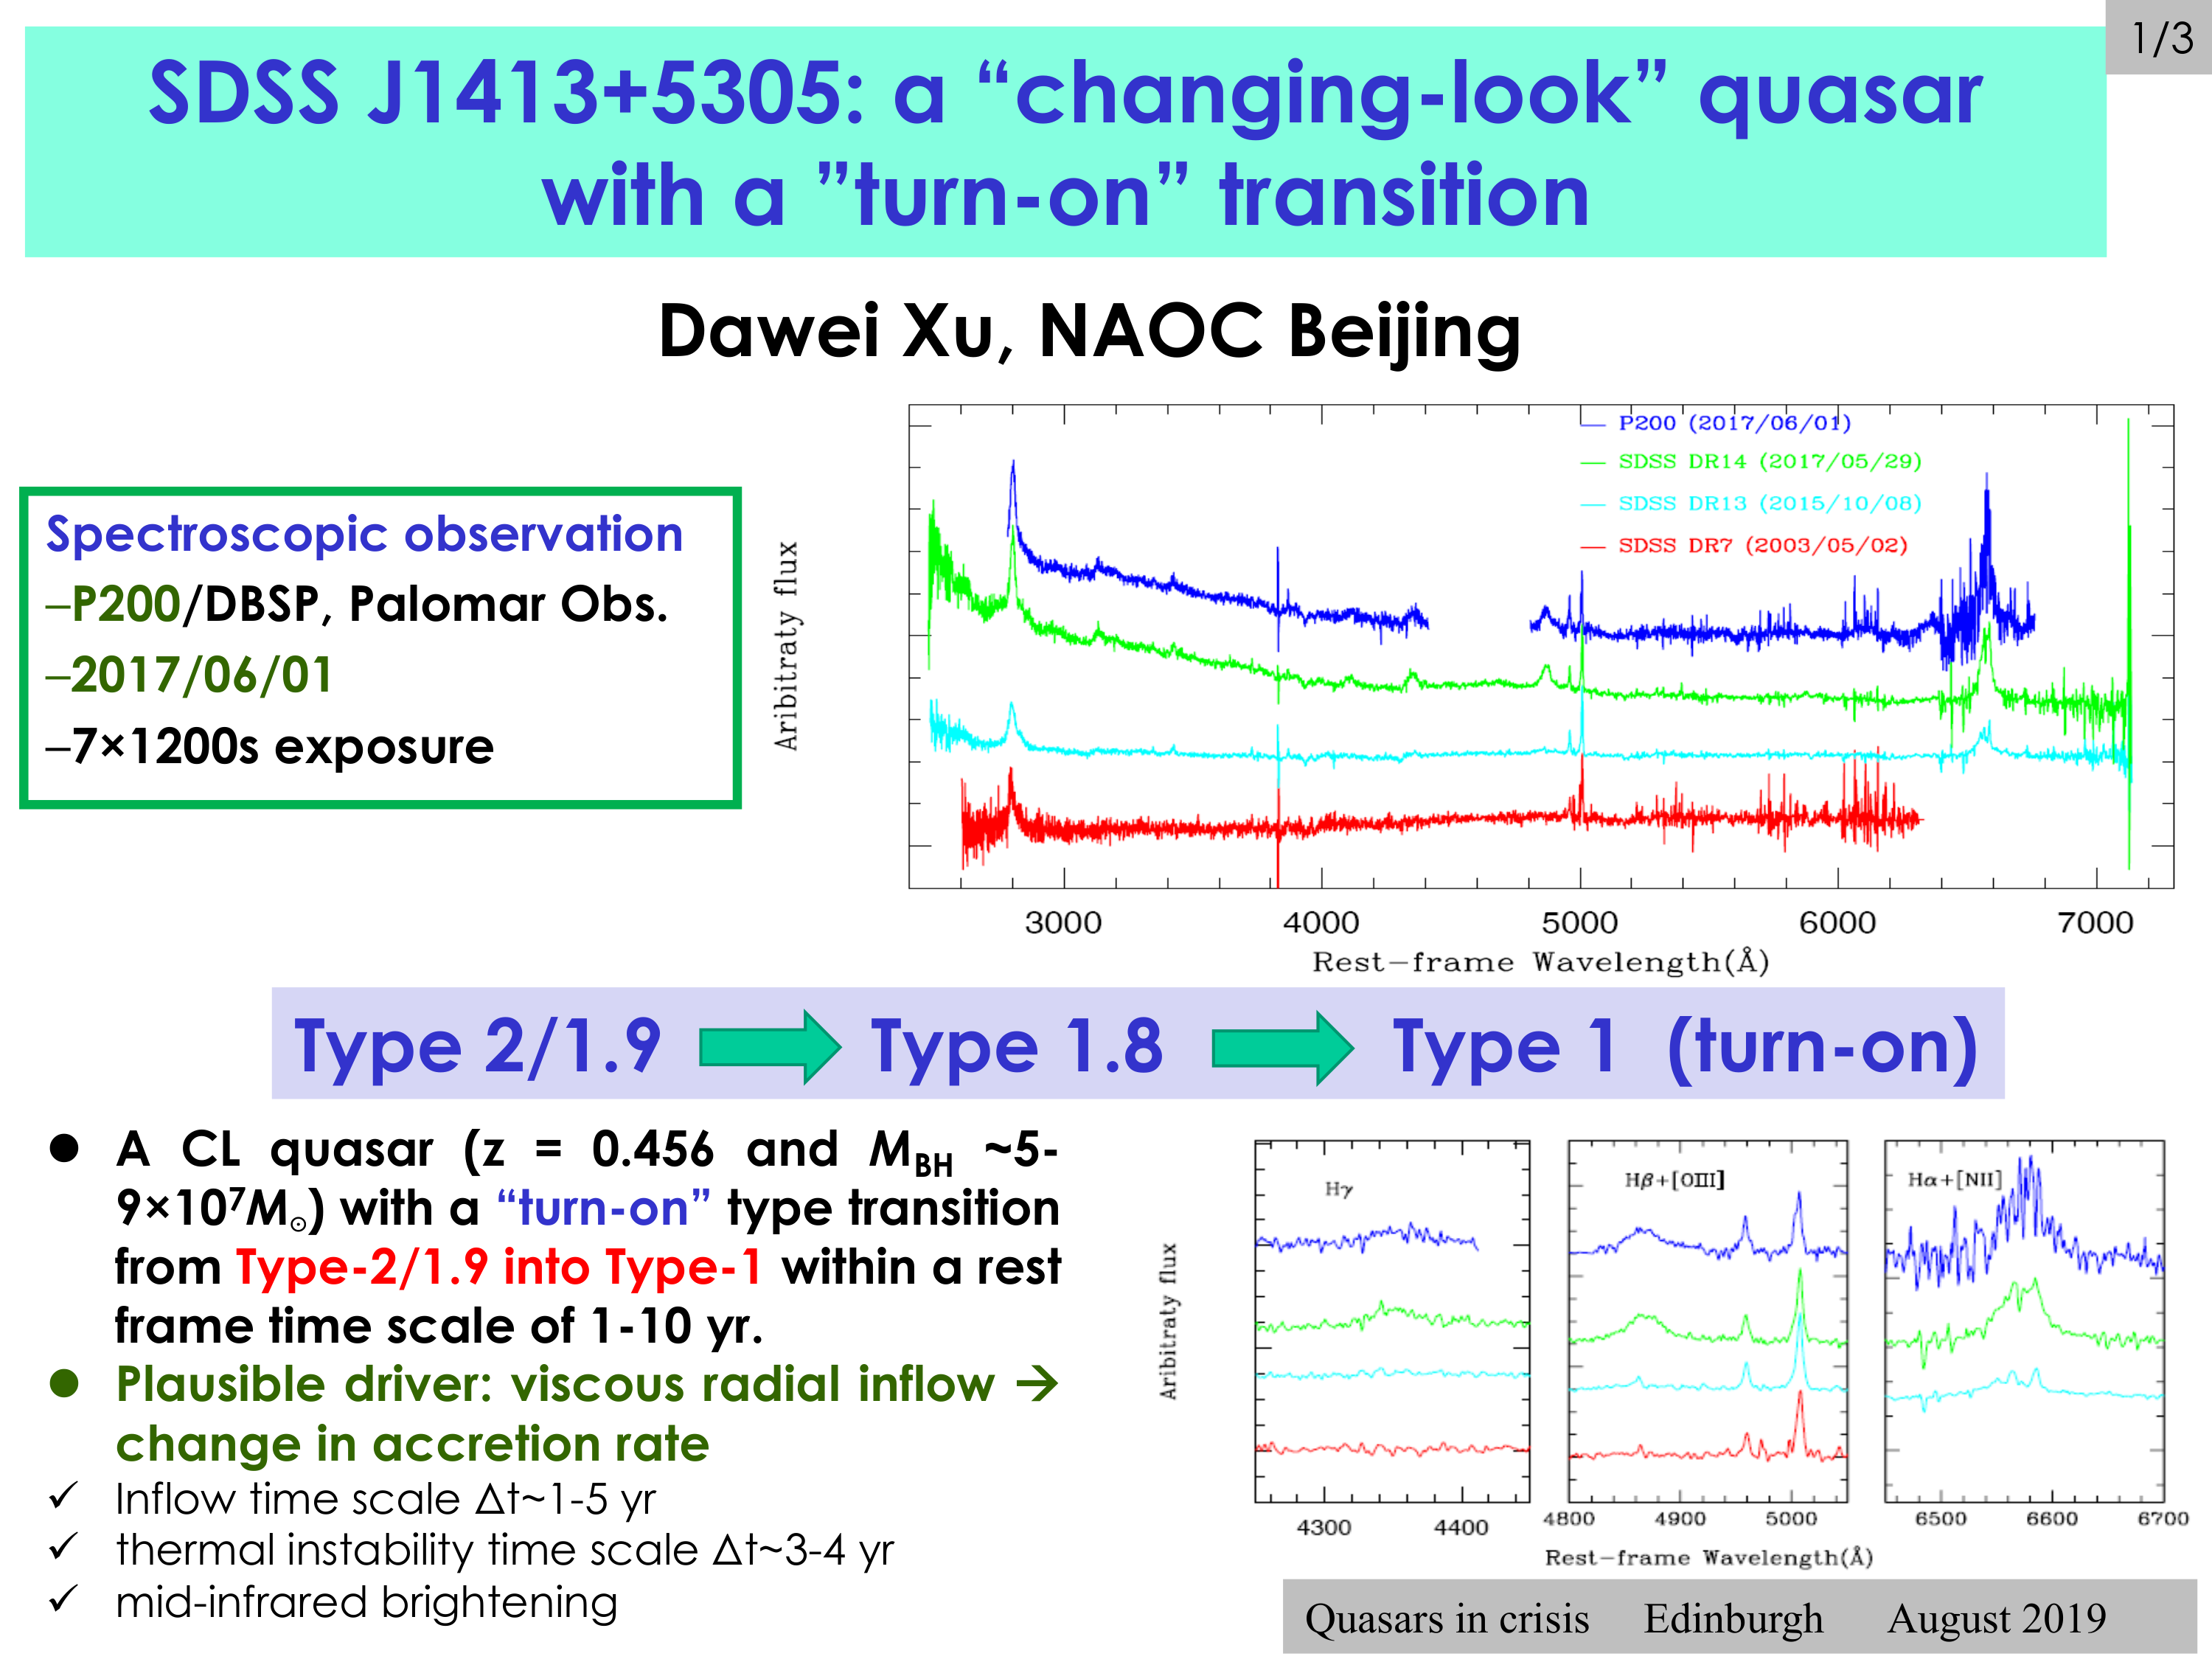 1/3
SDSS J1413+5305: a “changing-look” quasar
with a ”turn-on” transition
Dawei Xu, NAOC Beijing
Spectroscopic observation
–P200/DBSP, Palomar Obs.
–2017/06/01
–7×1200s exposure
Aribitraty flux
P200 (2017/06/01)
SDSS DR14 (2017/05/29)
SDSS DR13 (2015/10/08)
SDSS DR7 (2003/05/02)
3000 4000 5000 6000 7000
Rest-frame Wavelength(Å)
Type 2/1.9 Type 1.8 Type 1 (turn-on)
● A CL quasar (z = 0.456 and MBH ~5-
9×10⁷M☉) with a “turn-on” type transition
from Type-2/1.9 into Type-1 within a rest
frame time scale of 1-10 yr.
● Plausible driver: viscous radial inflow →
change in accretion rate
✓ Inflow time scale Δt~1-5 yr
✓ thermal instability time scale Δt~3-4 yr
✓ mid-infrared brightening
Aribitraty flux
Hγ
Hβ+[OIII]
Hα+[NII]
4300 4400
4800 4900 5000
6500 6600 6700
Rest-frame Wavelength(Å)
Quasars in crisis Edinburgh August 2019